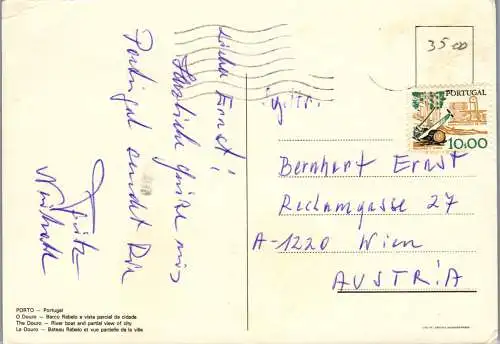 Lieber Ernst!
Herzliche Grüße aus
Portugal sendet Dir
Fritz
35 00
PORTUGAL
10$00
Bernhart Ernst
Reclamgasse 27
A-1220 Wien
AUSTRIA
PORTO — Portugal
O Douro — Barco Rabelo e vista parcial da cidade
The Douro — River boat and partial view of city
Le Douro — Bateau Rabelo et vue partielle de la ville